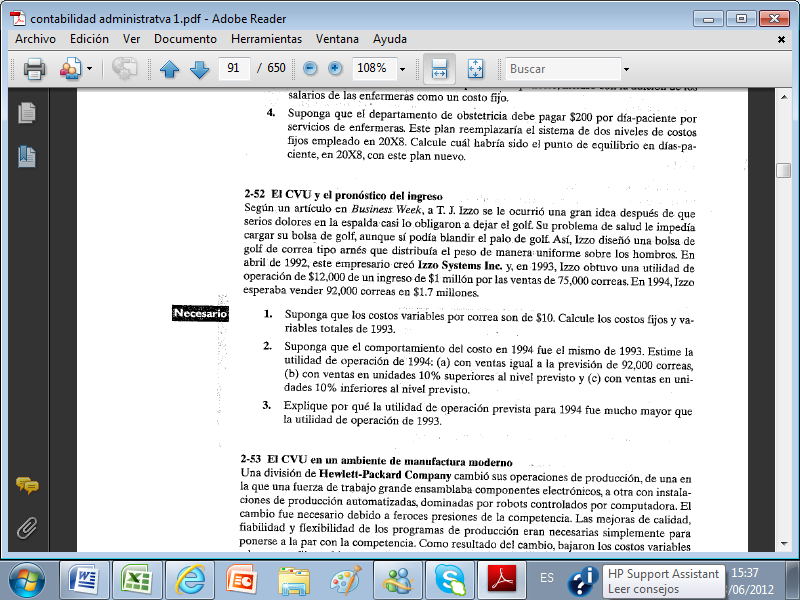 contabilidad administratva 1.pdf - Adobe Reader
Archivo Edición Ver Documento Herramientas Ventana Ayuda
91 / 650 108% Buscar
salarios de las enfermeras como un costo fijo.
4. Suponga que el departamento de obstetricia debe pagar $200 por día-paciente por
servicios de enfermeras. Este plan reemplazaría el sistema de dos niveles de costos
fijos empleado en 20X8. Calcule cuál habría sido el punto de equilibrio en días-pa-
ciente, en 20X8, con este plan nuevo.
2-52 El CVU y el pronóstico del ingreso
Según un artículo en Business Week, a T. J. Izzo se le ocurrió una gran idea después de que
serios dolores en la espalda casi lo obligaron a dejar el golf. Su problema de salud le impedía
cargar su bolsa de golf, aunque sí podía blandir el palo de golf. Así, Izzo diseñó una bolsa de
golf de correa tipo arnés que distribuía el peso de manera uniforme sobre los hombros. En
abril de 1992, este empresario creó Izzo Systems Inc. y, en 1993, Izzo obtuvo una utilidad de
operación de $12,000 de un ingreso de $1 millón por las ventas de 75,000 correas. En 1994, Izzo
esperaba vender 92,000 correas en $1.7 millones.
Necesario 1. Suponga que los costos variables por correa son de $10. Calcule los costos fijos y va-
riables totales de 1993.
2. Suponga que el comportamiento del costo en 1994 fue el mismo de 1993. Estime la
utilidad de operación de 1994: (a) con ventas igual a la previsión de 92,000 correas,
(b) con ventas en unidades 10% superiores al nivel previsto y (c) con ventas en uni-
dades 10% inferiores al nivel previsto.
3. Explique por qué la utilidad de operación prevista para 1994 fue mucho mayor que
la utilidad de operación de 1993.
2-53 El CVU en un ambiente de manufactura moderno
Una división de Hewlett-Packard Company cambió sus operaciones de producción, de una en
la que una fuerza de trabajo grande ensamblaba componentes electrónicos, a otra con instala-
ciones de producción automatizadas, dominadas por robots controlados por computadora. El
cambio fue necesario debido a feroces presiones de la competencia. Las mejoras de calidad,
fiabilidad y flexibilidad de los programas de producción eran necesarias simplemente para
ponerse a la par con la competencia. Como resultado del cambio, bajaron los costos variables
ES HP Support Assistant 15:37
Leer consejos /06/2012